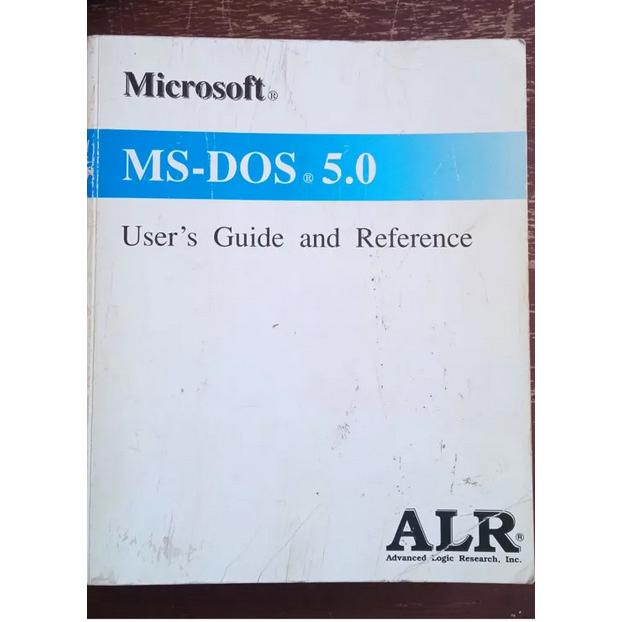 Microsoft®
MS-DOS® 5.0
User's Guide and Reference
ALR®
Advanced Logic Research, Inc.